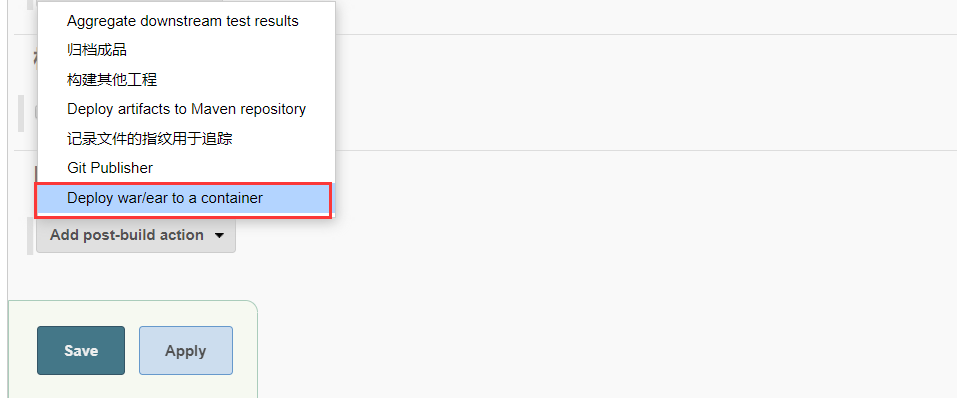 Aggregate downstream test results
归档成品
构建其他工程
Deploy artifacts to Maven repository
记录文件的指纹用于追踪
Git Publisher
Deploy war/ear to a container
Add post-build action
Save
Apply